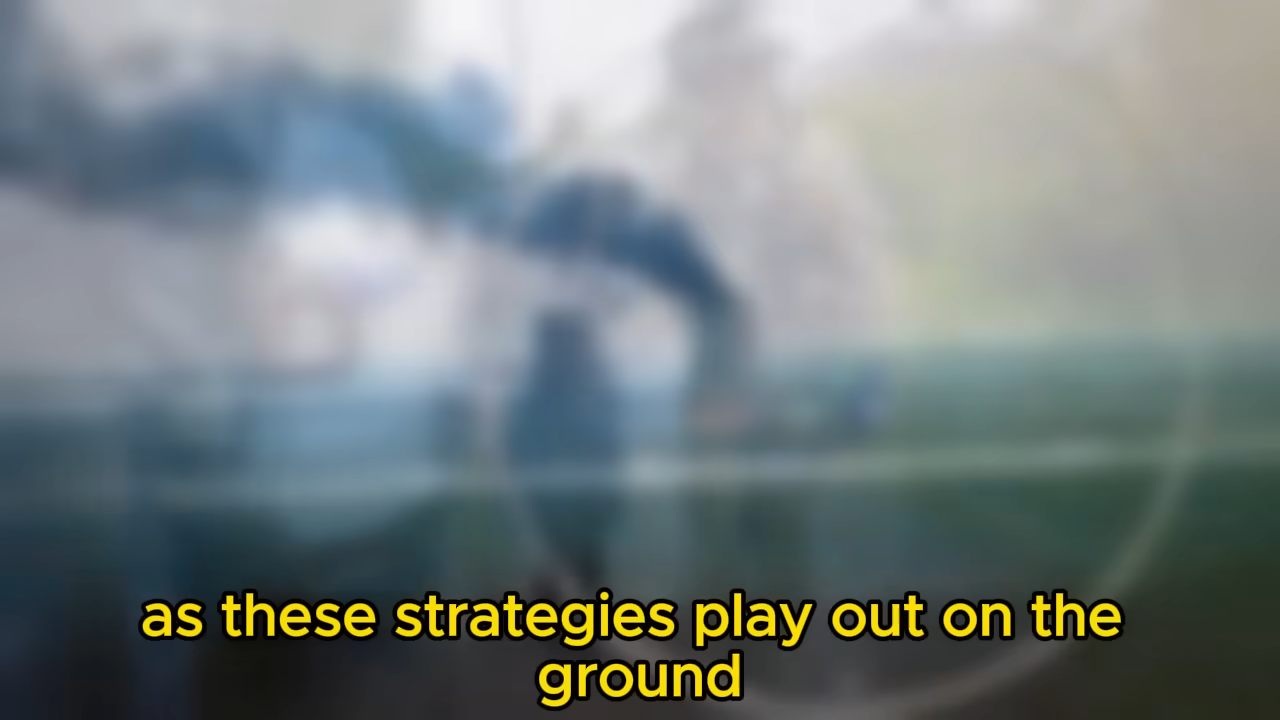 as these strategies play out on the
ground